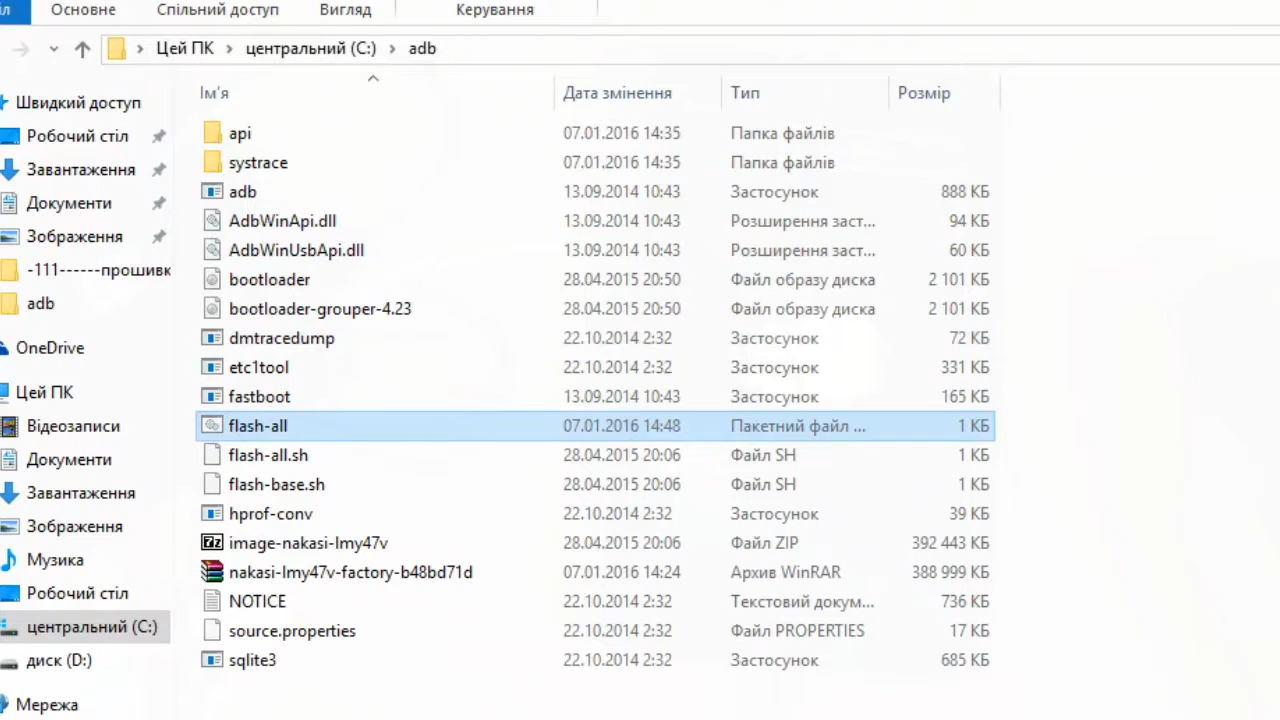 іл Основне Спільний доступ Вигляд Керування
Цей ПК центральний (C:) adb
Ім'я Дата змінення Тип Розмір
Швидкий доступ
Робочий стіл
Завантаження
Документи
Зображення
-111------прошивк
adb
OneDrive
Цей ПК
Відеозаписи
Документи
Завантаження
Зображення
Музика
Робочий стіл
центральний (C:)
диск (D:)
Мережа
api 07.01.2016 14:35 Папка файлів
systrace 07.01.2016 14:35 Папка файлів
adb 13.09.2014 10:43 Застосунок 888 КБ
AdbWinApi.dll 13.09.2014 10:43 Розширення заст... 94 КБ
AdbWinUsbApi.dll 13.09.2014 10:43 Розширення заст... 60 КБ
bootloader 28.04.2015 20:50 Файл образу диска 2 101 КБ
bootloader-grouper-4.23 28.04.2015 20:50 Файл образу диска 2 101 КБ
dmtracedump 22.10.2014 2:32 Застосунок 72 КБ
etc1tool 22.10.2014 2:32 Застосунок 331 КБ
fastboot 13.09.2014 10:43 Застосунок 165 КБ
flash-all 07.01.2016 14:48 Пакетний файл ... 1 КБ
flash-all.sh 28.04.2015 20:06 Файл SH 1 КБ
flash-base.sh 28.04.2015 20:06 Файл SH 1 КБ
hprof-conv 22.10.2014 2:32 Застосунок 39 КБ
image-nakasi-lmy47v 28.04.2015 20:06 Файл ZIP 392 443 КБ
nakasi-lmy47v-factory-b48bd71d 07.01.2016 14:24 Архив WinRAR 388 999 КБ
NOTICE 22.10.2014 2:32 Текстовий докум... 736 КБ
source.properties 22.10.2014 2:32 Файл PROPERTIES 17 КБ
sqlite3 22.10.2014 2:32 Застосунок 685 КБ